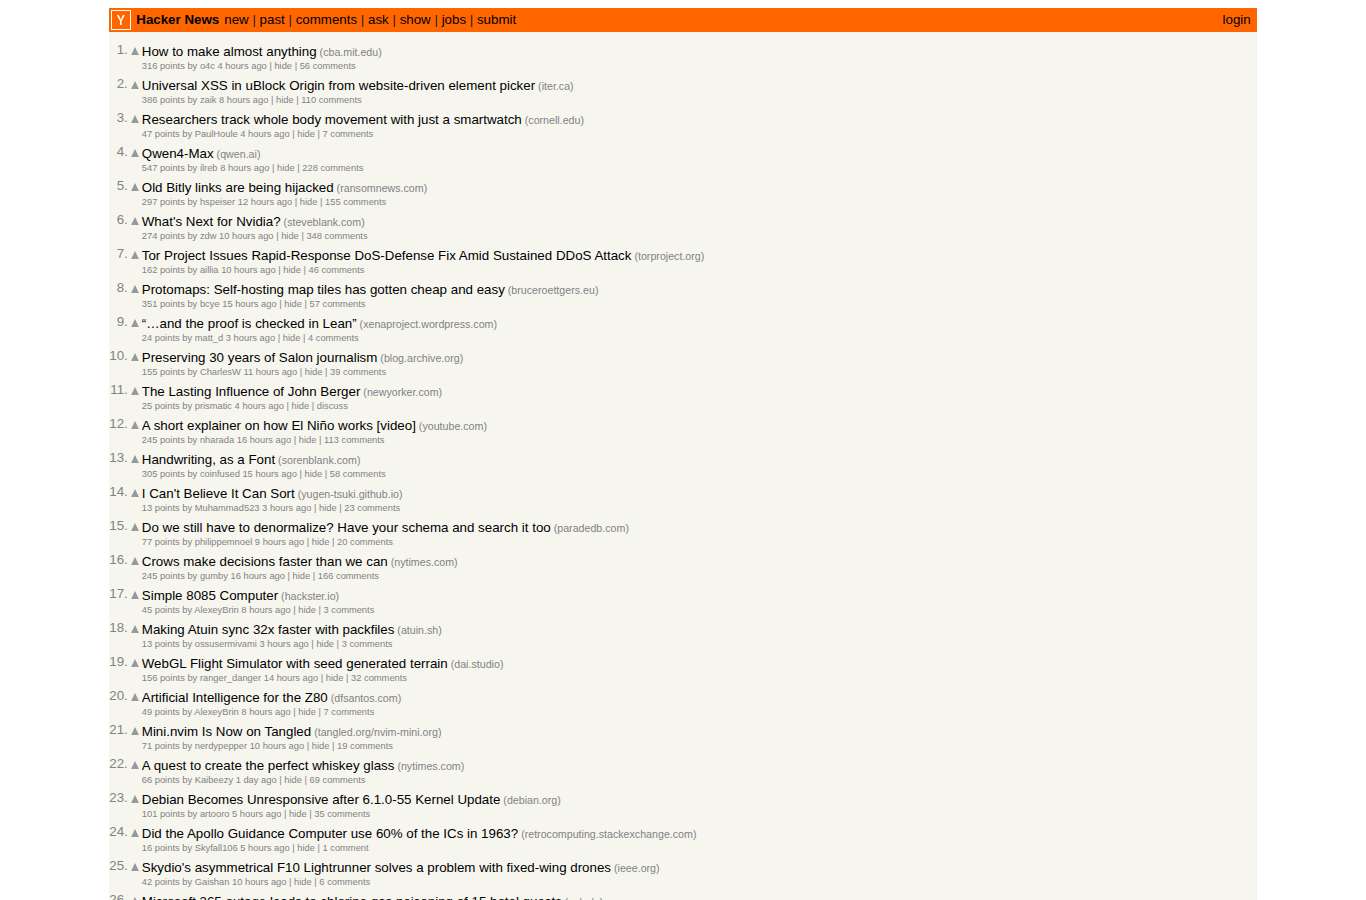 Y Hacker News new | past | comments | ask | show | jobs | submit login
1. ▲ How to make almost anything (cba.mit.edu)
316 points by o4c 4 hours ago | hide | 56 comments
2. ▲ Universal XSS in uBlock Origin from website-driven element picker (iter.ca)
386 points by zaik 8 hours ago | hide | 110 comments
3. ▲ Researchers track whole body movement with just a smartwatch (cornell.edu)
47 points by PaulHoule 4 hours ago | hide | 7 comments
4. ▲ Qwen4-Max (qwen.ai)
547 points by ilreb 8 hours ago | hide | 228 comments
5. ▲ Old Bitly links are being hijacked (ransomnews.com)
297 points by hspeiser 12 hours ago | hide | 155 comments
6. ▲ What's Next for Nvidia? (steveblank.com)
274 points by zdw 10 hours ago | hide | 348 comments
7. ▲ Tor Project Issues Rapid-Response DoS-Defense Fix Amid Sustained DDoS Attack (torproject.org)
162 points by aillia 10 hours ago | hide | 46 comments
8. ▲ Protomaps: Self-hosting map tiles has gotten cheap and easy (bruceroettgers.eu)
351 points by bcye 15 hours ago | hide | 57 comments
9. ▲ “…and the proof is checked in Lean” (xenaproject.wordpress.com)
24 points by matt_d 3 hours ago | hide | 4 comments
10. ▲ Preserving 30 years of Salon journalism (blog.archive.org)
155 points by CharlesW 11 hours ago | hide | 39 comments
11. ▲ The Lasting Influence of John Berger (newyorker.com)
25 points by prismatic 4 hours ago | hide | discuss
12. ▲ A short explainer on how El Niño works [video] (youtube.com)
245 points by nharada 16 hours ago | hide | 113 comments
13. ▲ Handwriting, as a Font (sorenblank.com)
305 points by coinfused 15 hours ago | hide | 58 comments
14. ▲ I Can't Believe It Can Sort (yugen-tsuki.github.io)
13 points by Muhammad523 3 hours ago | hide | 23 comments
15. ▲ Do we still have to denormalize? Have your schema and search it too (paradedb.com)
77 points by philippemnoel 9 hours ago | hide | 20 comments
16. ▲ Crows make decisions faster than we can (nytimes.com)
245 points by gumby 16 hours ago | hide | 166 comments
17. ▲ Simple 8085 Computer (hackster.io)
45 points by AlexeyBrin 8 hours ago | hide | 3 comments
18. ▲ Making Atuin sync 32x faster with packfiles (atuin.sh)
13 points by ossusermivami 3 hours ago | hide | 3 comments
19. ▲ WebGL Flight Simulator with seed generated terrain (dai.studio)
156 points by ranger_danger 14 hours ago | hide | 32 comments
20. ▲ Artificial Intelligence for the Z80 (dfsantos.com)
49 points by AlexeyBrin 8 hours ago | hide | 7 comments
21. ▲ Mini.nvim Is Now on Tangled (tangled.org/nvim-mini.org)
71 points by nerdypepper 10 hours ago | hide | 19 comments
22. ▲ A quest to create the perfect whiskey glass (nytimes.com)
66 points by Kaibeezy 1 day ago | hide | 69 comments
23. ▲ Debian Becomes Unresponsive after 6.1.0-55 Kernel Update (debian.org)
101 points by artooro 5 hours ago | hide | 35 comments
24. ▲ Did the Apollo Guidance Computer use 60% of the ICs in 1963? (retrocomputing.stackexchange.com)
16 points by Skyfall106 5 hours ago | hide | 1 comment
25. ▲ Skydio's asymmetrical F10 Lightrunner solves a problem with fixed-wing drones (ieee.org)
42 points by Gaishan 10 hours ago | hide | 6 comments
26. ▲ Microsoft 365 outage leads to chlorine gas poisoning of 15 hotel guests